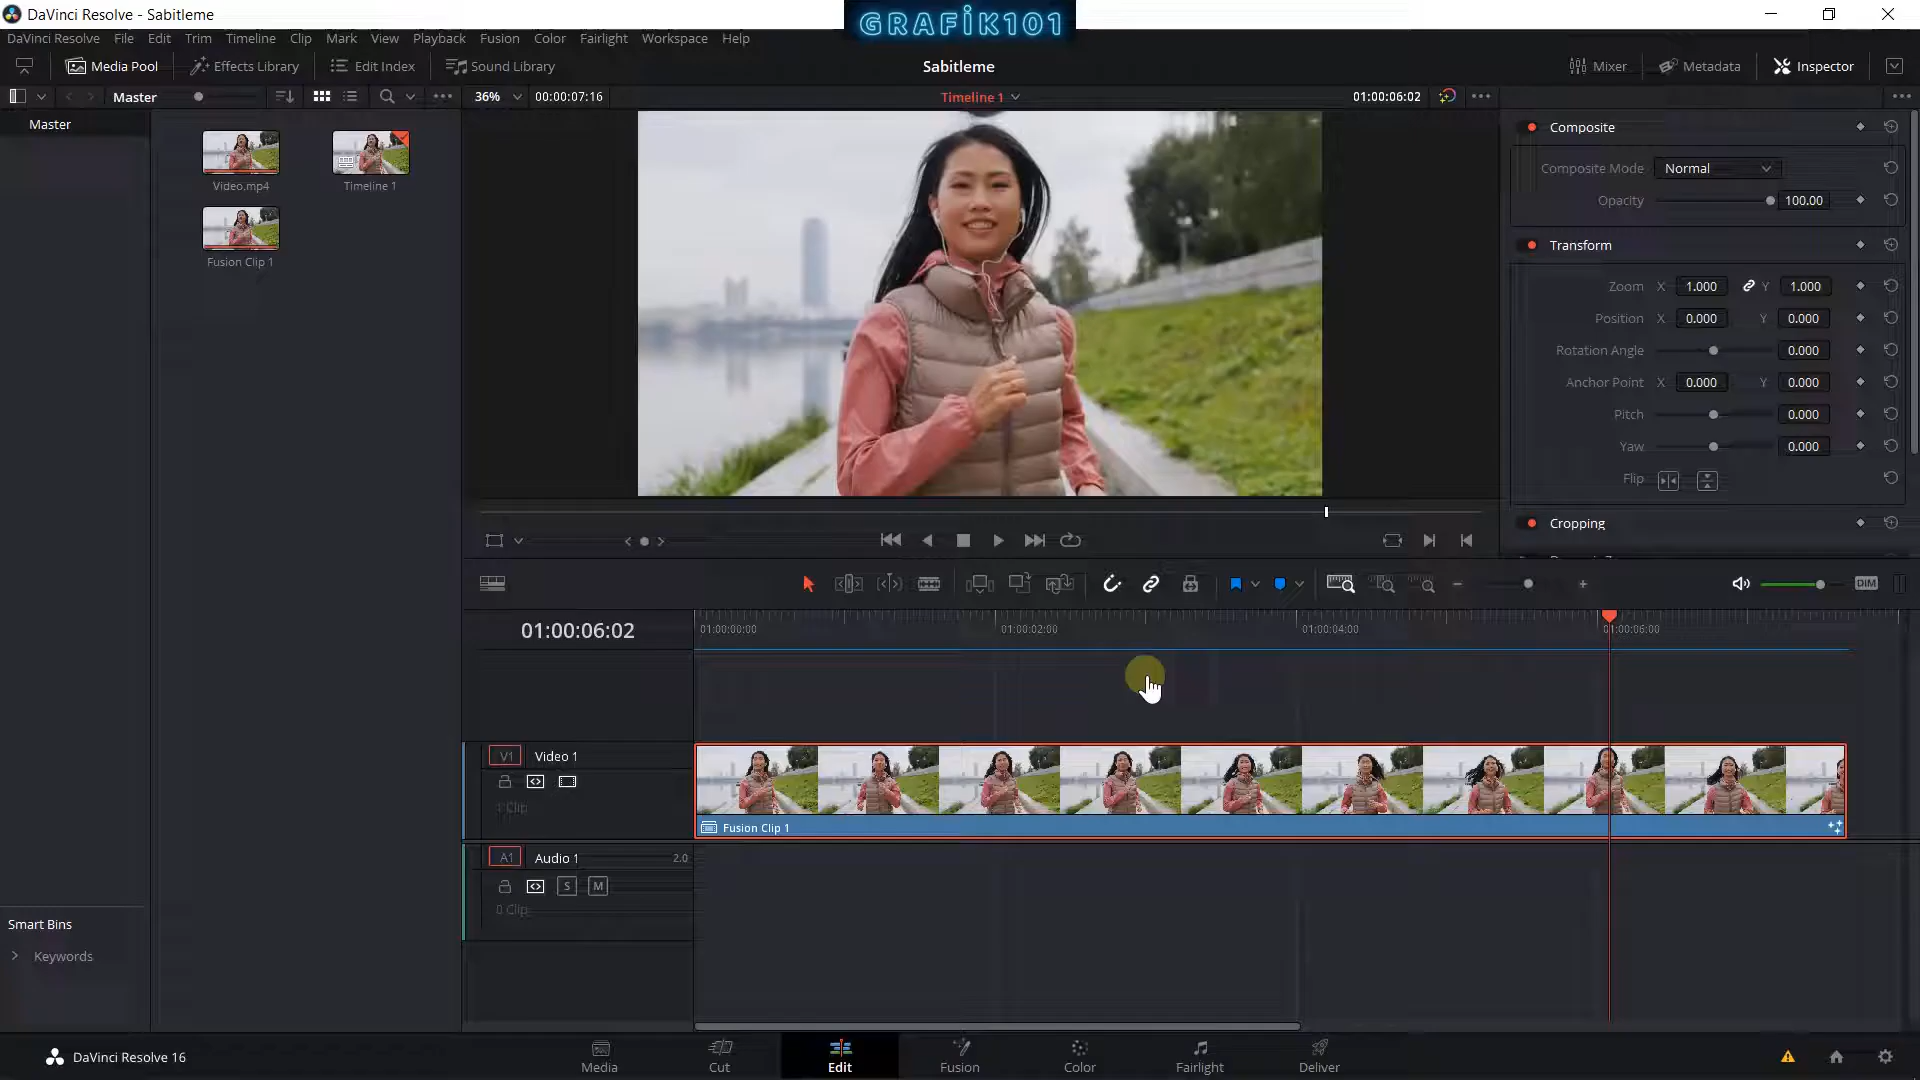 DaVinci Resolve - Sabitleme
GRAFİK101
DaVinci Resolve File Edit Trim Timeline Clip Mark View Playback Fusion Color Fairlight Workspace Help
Media Pool Effects Library Edit Index Sound Library Sabitleme Mixer Metadata Inspector
Master 36% 00:00:07:16 Timeline 1 01:00:06:02
Master
Video.mp4 Timeline 1
Fusion Clip 1
Composite
Composite Mode Normal
Opacity 100.00
Transform
Zoom X 1.000 Y 1.000
Position X 0.000 Y 0.000
Rotation Angle 0.000
Anchor Point X 0.000 Y 0.000
Pitch 0.000
Yaw 0.000
Flip
Cropping
DIM
01:00:06:02 01:00:00:00 01:00:02:00 01:00:04:00 01:00:06:00
V1 Video 1
1 Clip
Fusion Clip 1
A1 Audio 1 2.0
S M
0 Clip
Smart Bins
Keywords
DaVinci Resolve 16
Media Cut Edit Fusion Color Fairlight Deliver